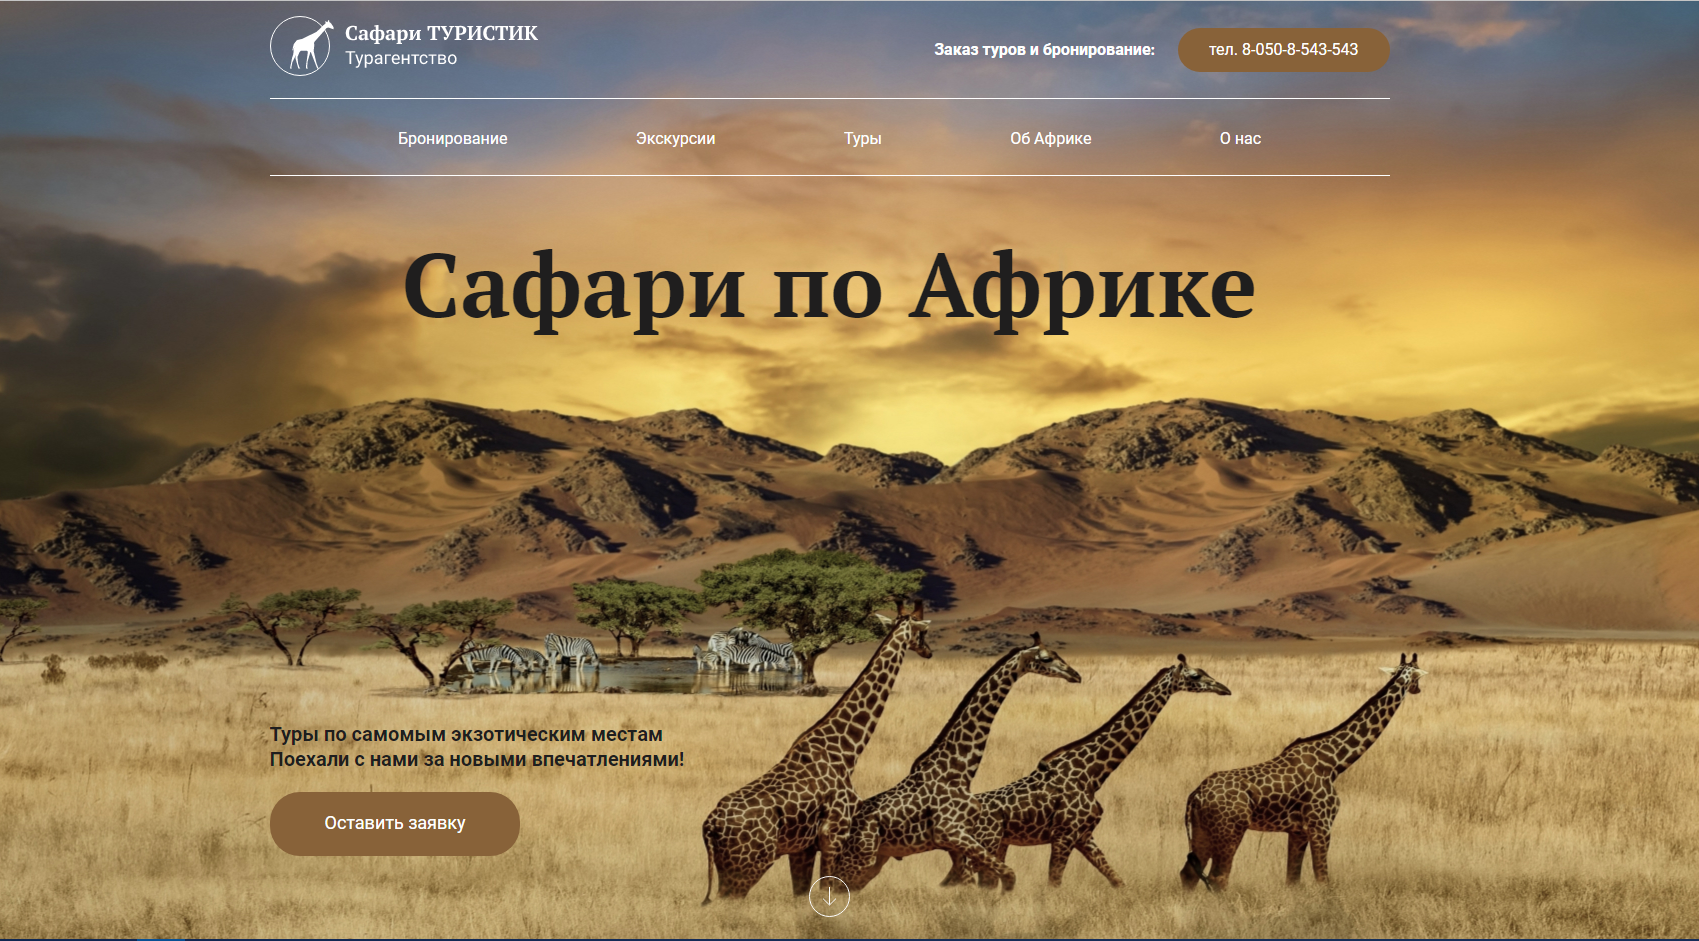 Сафари ТУРИСТИК
Турагентство
Заказ туров и бронирование:
тел. 8-050-8-543-543
Бронирование
Экскурсии
Туры
Об Африке
О нас
Сафари по Африке
Туры по самомым экзотическим местам
Поехали с нами за новыми впечатлениями!
Оставить заявку